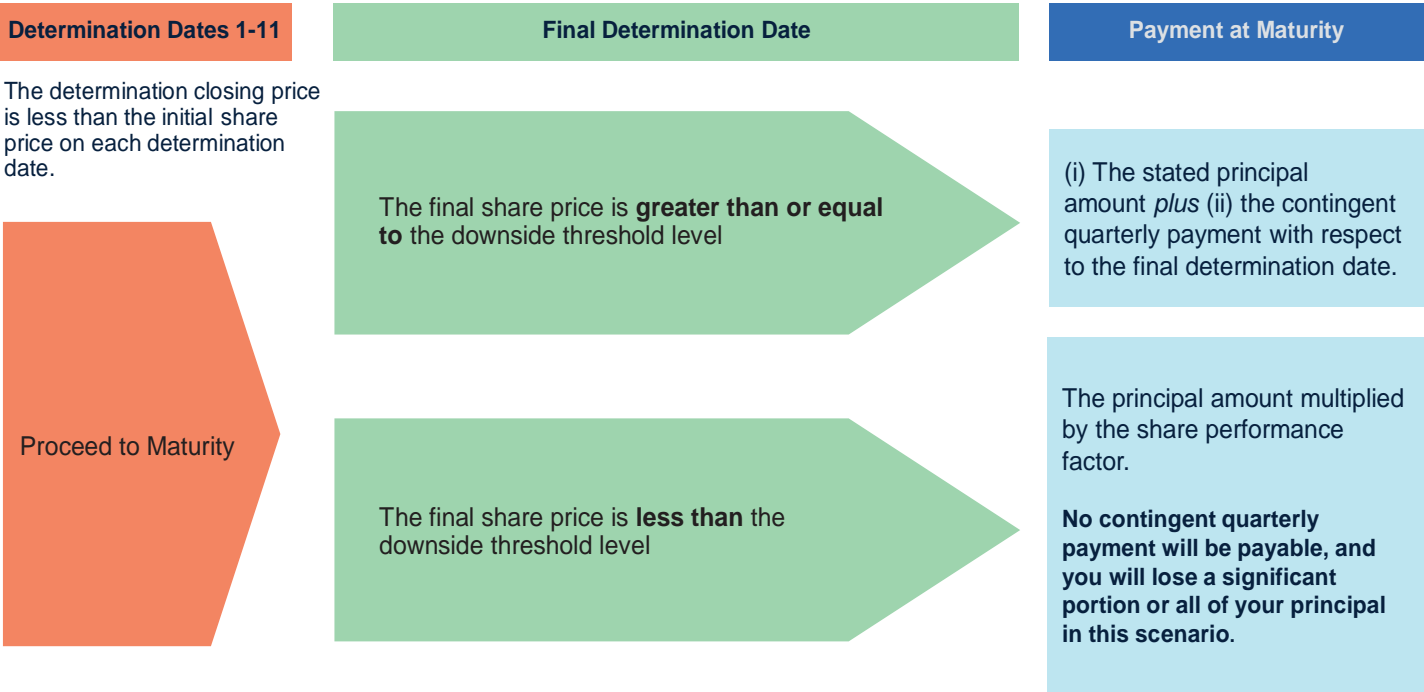 Determination Dates 1-11
Final Determination Date
Payment at Maturity
The determination closing price
is less than the initial share
price on each determination
date.
Proceed to Maturity
The final share price is greater than or equal
to the downside threshold level
(i) The stated principal
amount plus (ii) the contingent
quarterly payment with respect
to the final determination date.
The final share price is less than the
downside threshold level
The principal amount multiplied
by the share performance
factor.
No contingent quarterly
payment will be payable, and
you will lose a significant
portion or all of your principal
in this scenario.